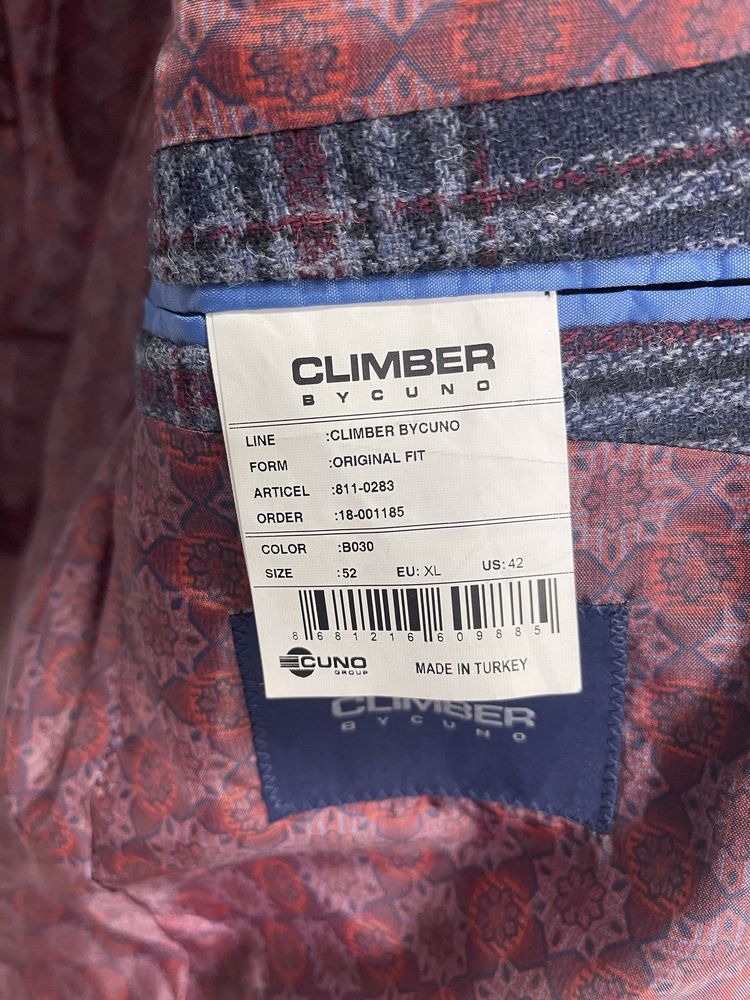 CLIMBER
BYCUNO
LINE :CLIMBER BYCUNO
FORM :ORIGINAL FIT
ARTICEL :811-0283
ORDER :18-001185
COLOR :B030
SIZE :52 EU: XL US: 42
8681216609885
CUNO
GROUP
MADE IN TURKEY
CLIMBER
BYCUNO